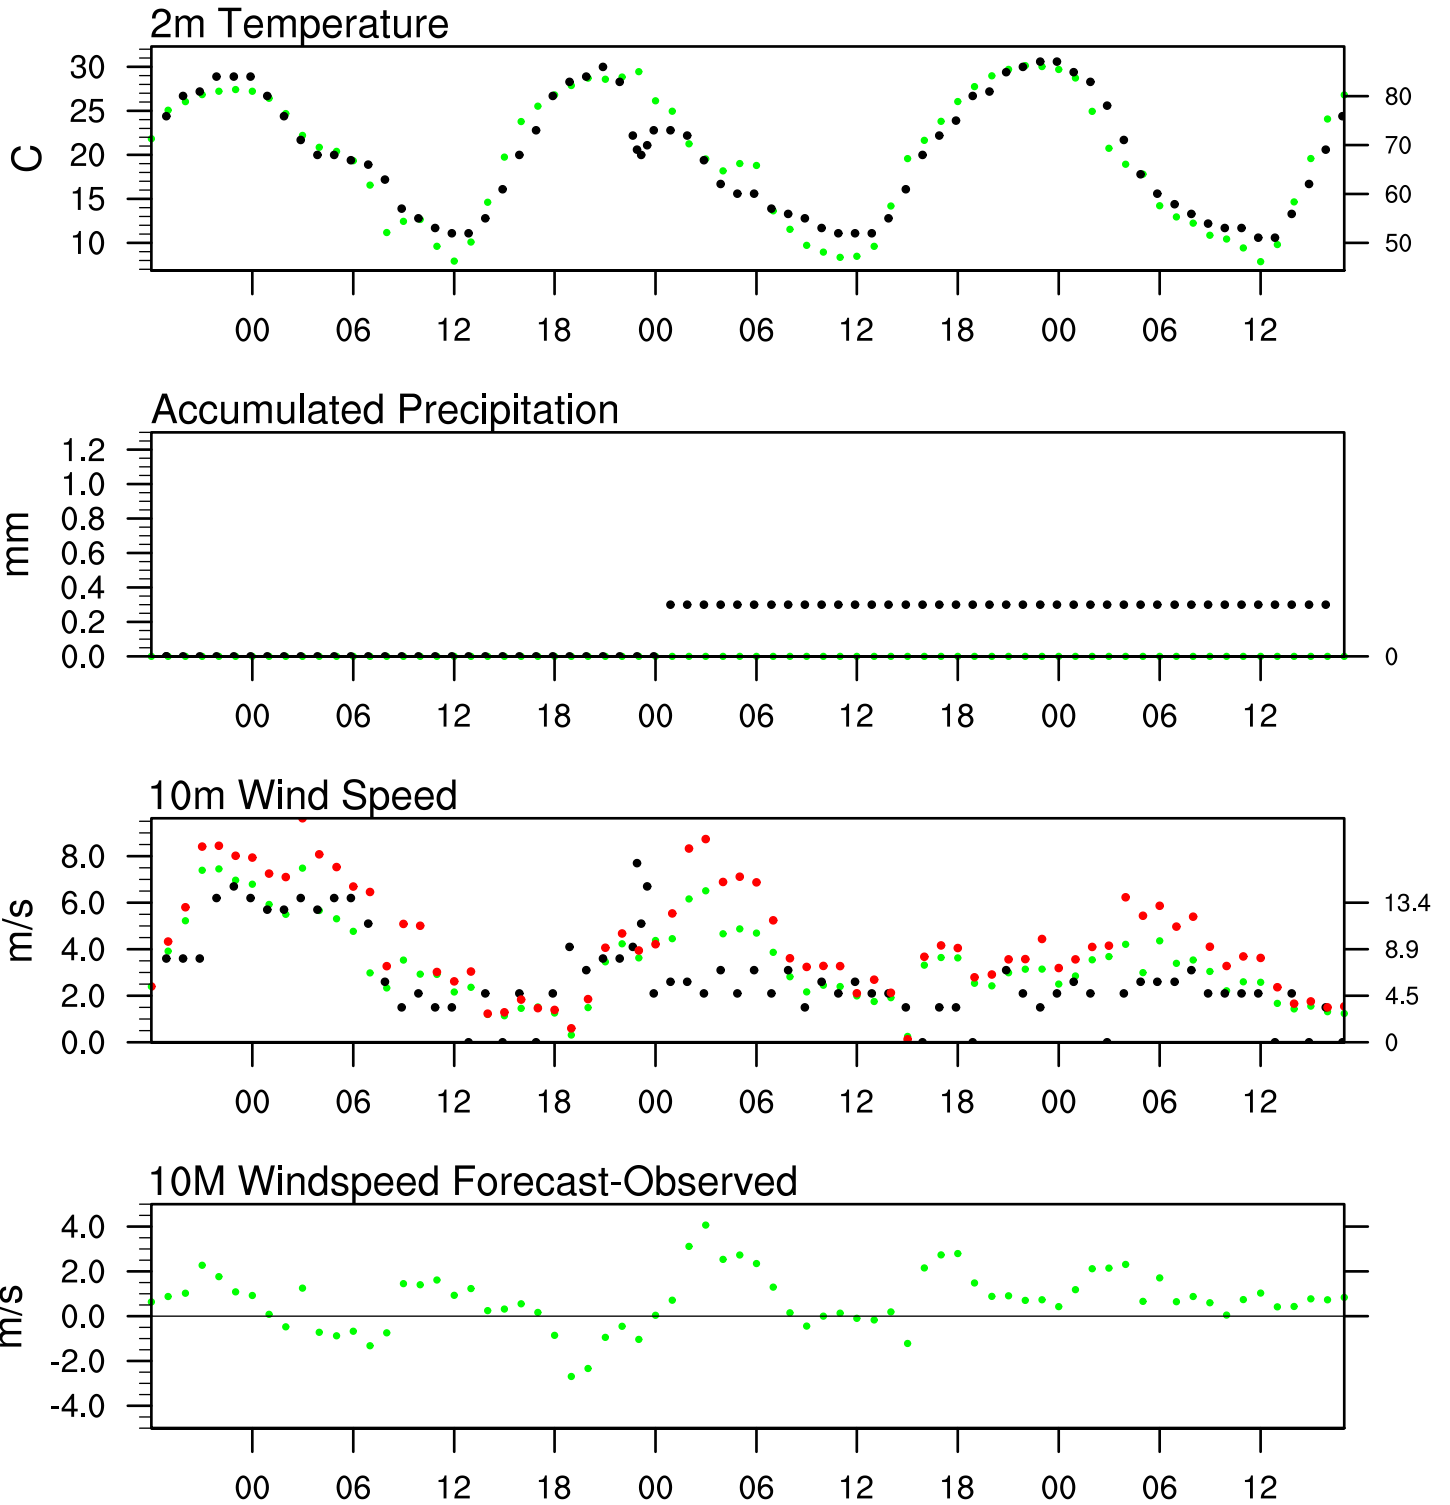 2m Temperature
30
25
20
15
10
C
80
70
60
50
00 06 12 18 00 06 12 18 00 06 12
Accumulated Precipitation
1.2
1.0
0.8
0.6
0.4
0.2
0.0
mm
0
00 06 12 18 00 06 12 18 00 06 12
10m Wind Speed
8.0
6.0
4.0
2.0
0.0
m/s
13.4
8.9
4.5
0
00 06 12 18 00 06 12 18 00 06 12
10M Windspeed Forecast-Observed
4.0
2.0
0.0
-2.0
-4.0
m/s
00 06 12 18 00 06 12 18 00 06 12